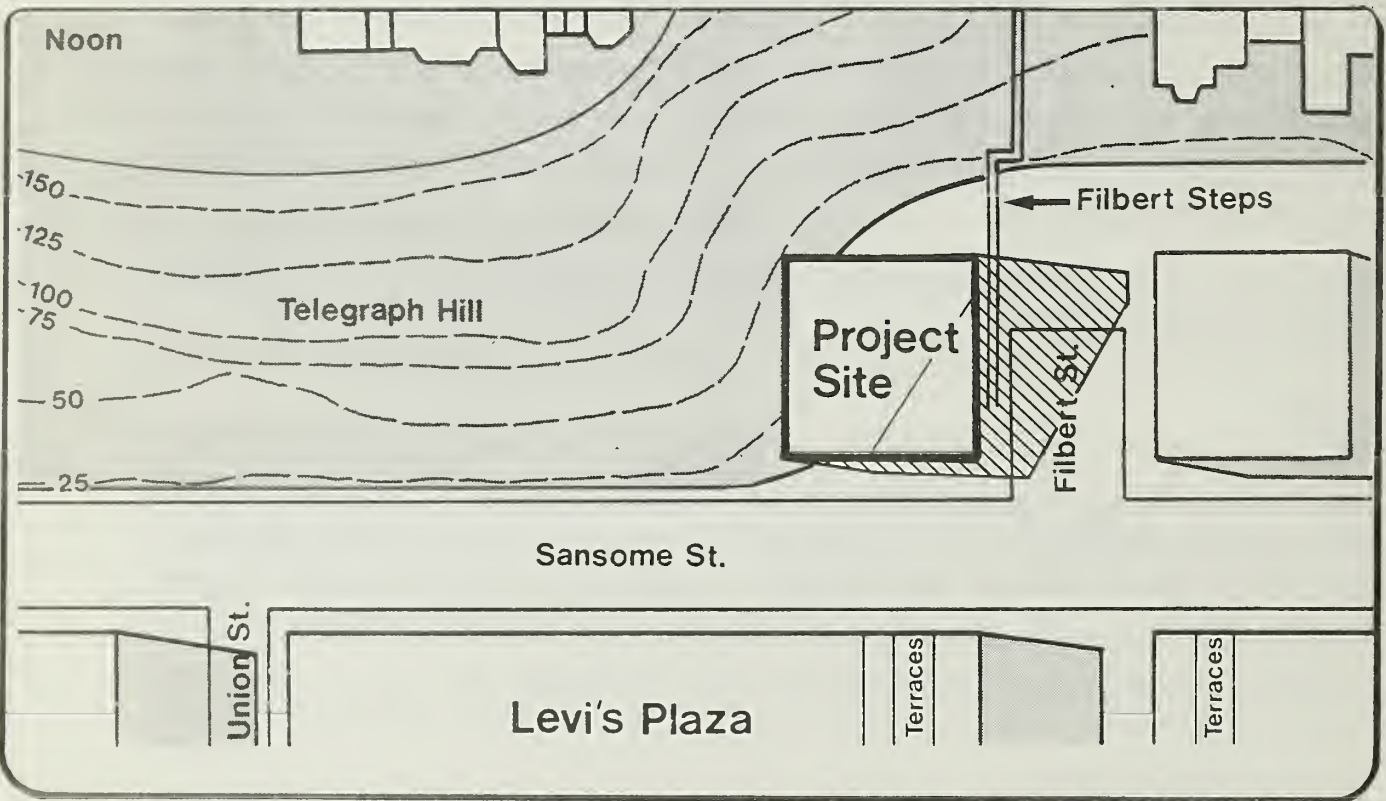 Noon
150
125
100
75
50
25
Telegraph Hill
Filbert Steps
Project
Site
Filbert St.
Sansome St.
Union St.
Levi's Plaza
Terraces
Terraces